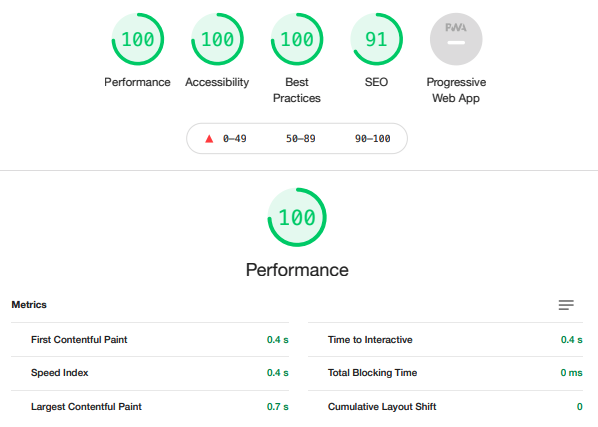 100 100 100 91 PWA
Performance Accessibility Best Practices SEO Progressive Web App
0–49 50–89 90–100
100
Performance
Metrics
First Contentful Paint 0.4 s
Time to Interactive 0.4 s
Speed Index 0.4 s
Total Blocking Time 0 ms
Largest Contentful Paint 0.7 s
Cumulative Layout Shift 0